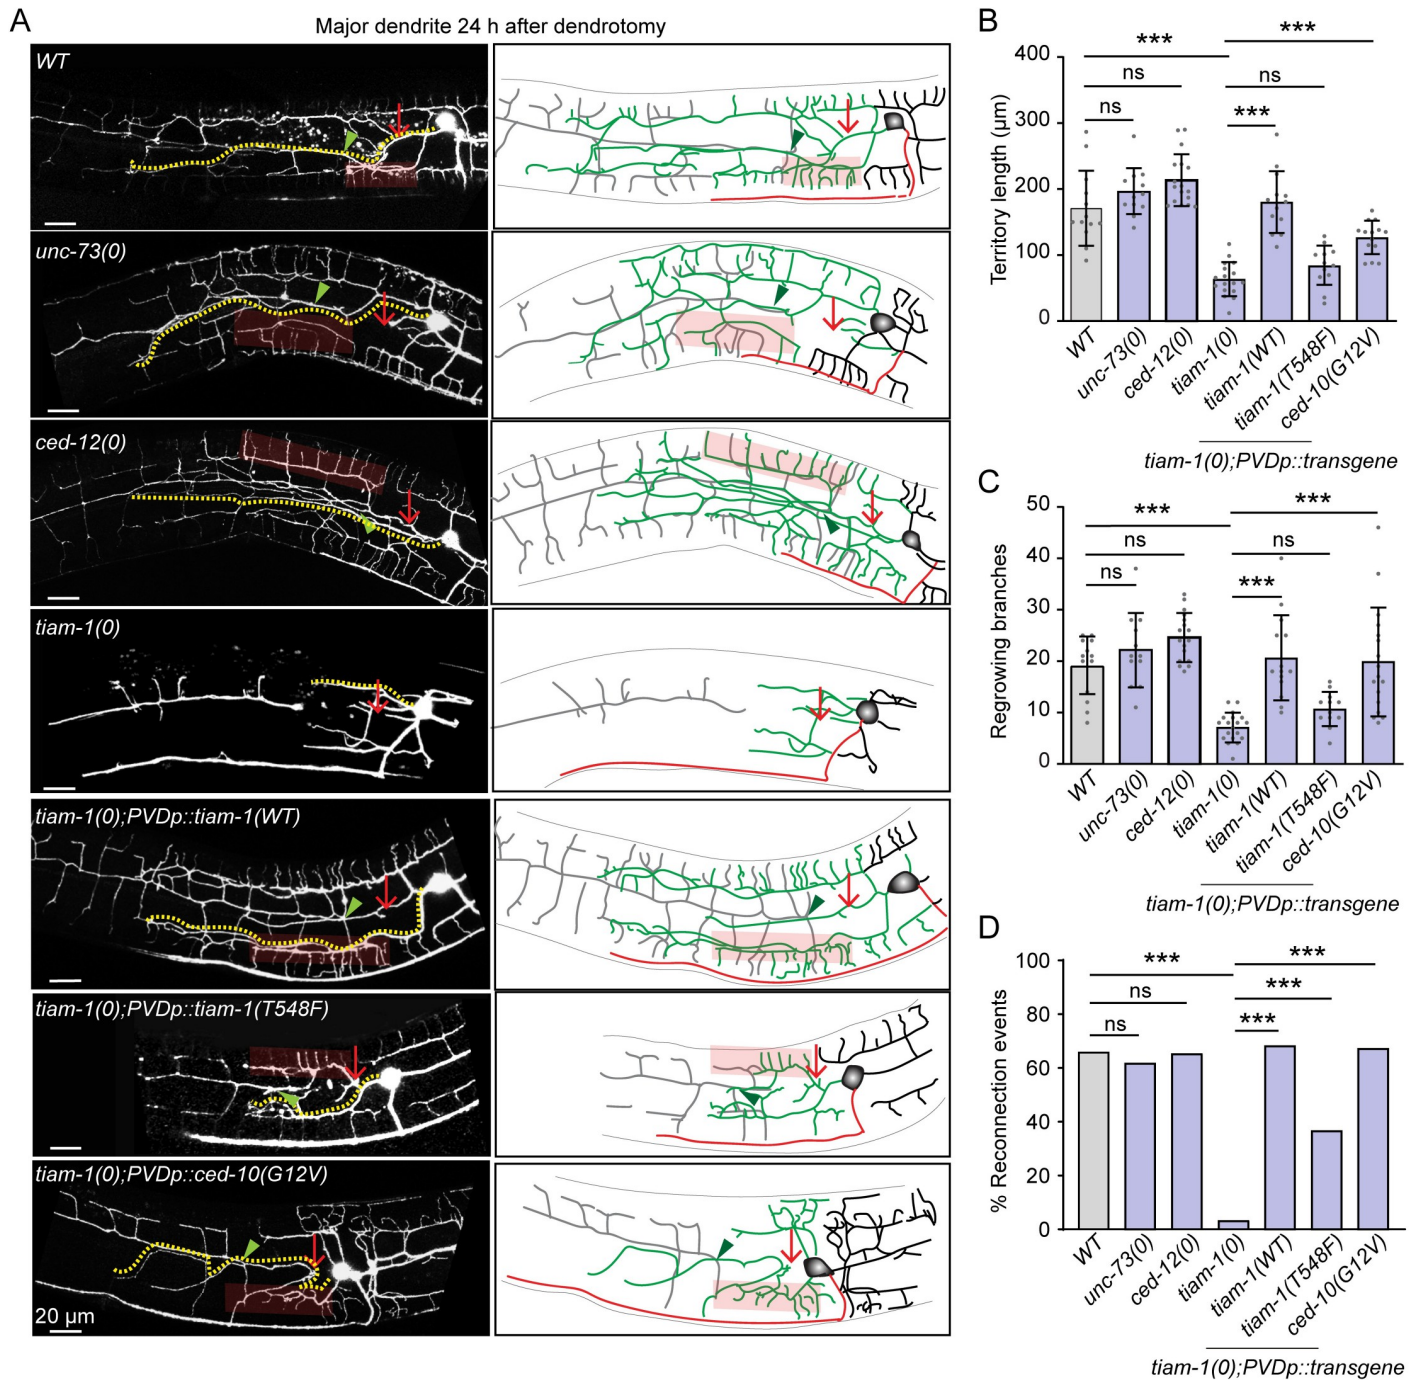 A
Major dendrite 24 h after dendrotomy
WT
unc-73(0)
ced-12(0)
tiam-1(0)
tiam-1(0);PVDp::tiam-1(WT)
tiam-1(0);PVDp::tiam-1(T548F)
tiam-1(0);PVDp::ced-10(G12V)
20 µm
B
Territory length (µm)
400
300
200
100
0
***
***
ns
ns
ns
***
WT
unc-73(0)
ced-12(0)
tiam-1(0)
tiam-1(WT)
tiam-1(T548F)
ced-10(G12V)
tiam-1(0);PVDp::transgene
C
Regrowing branches
50
40
30
20
10
0
***
***
ns
ns
ns
***
WT
unc-73(0)
ced-12(0)
tiam-1(0)
tiam-1(WT)
tiam-1(T548F)
ced-10(G12V)
tiam-1(0);PVDp::transgene
D
% Reconnection events
100
80
60
40
20
0
***
***
ns
***
ns
***
WT
unc-73(0)
ced-12(0)
tiam-1(0)
tiam-1(WT)
tiam-1(T548F)
ced-10(G12V)
tiam-1(0);PVDp::transgene